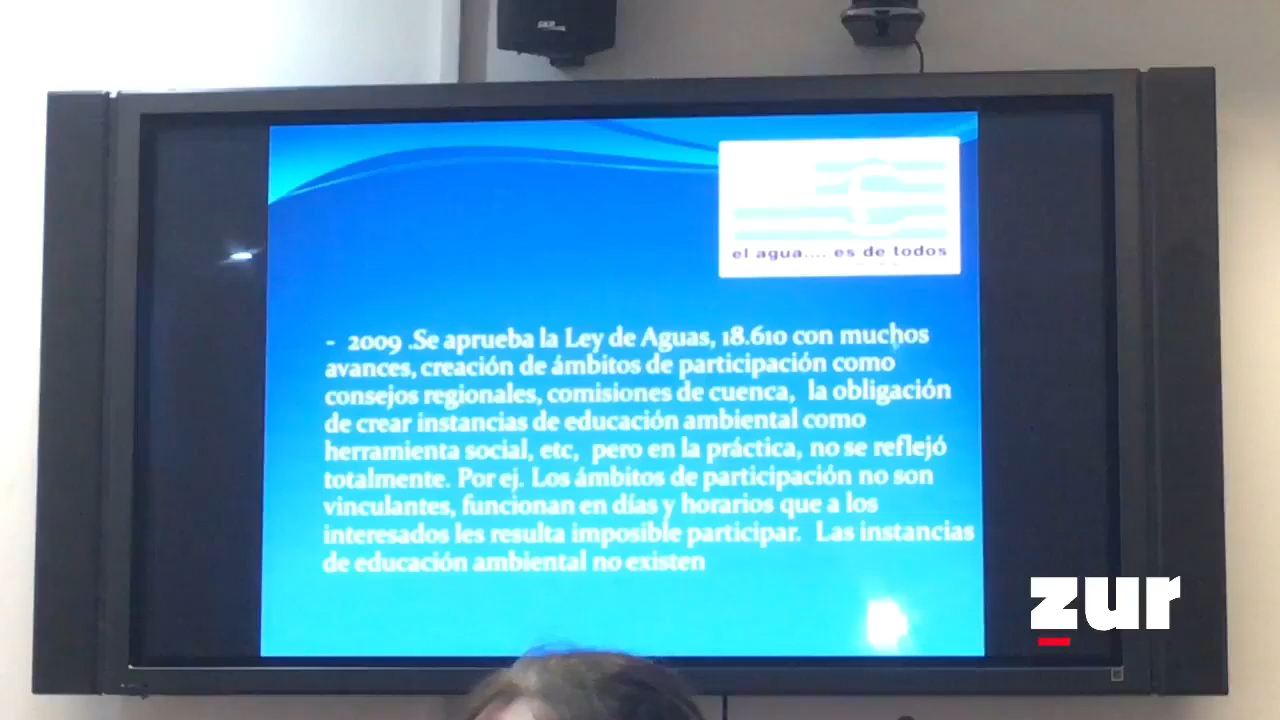 el agua.... es de todos
- 2009 .Se aprueba la Ley de Aguas, 18.610 con muchos
avances, creación de ámbitos de participación como
consejos regionales, comisiones de cuenca, la obligación
de crear instancias de educación ambiental como
herramienta social, etc, pero en la práctica, no se reflejó
totalmente. Por ej. Los ámbitos de participación no son
vinculantes, funcionan en días y horarios que a los
interesados les resulta imposible participar. Las instancias
de educación ambiental no existen
zur